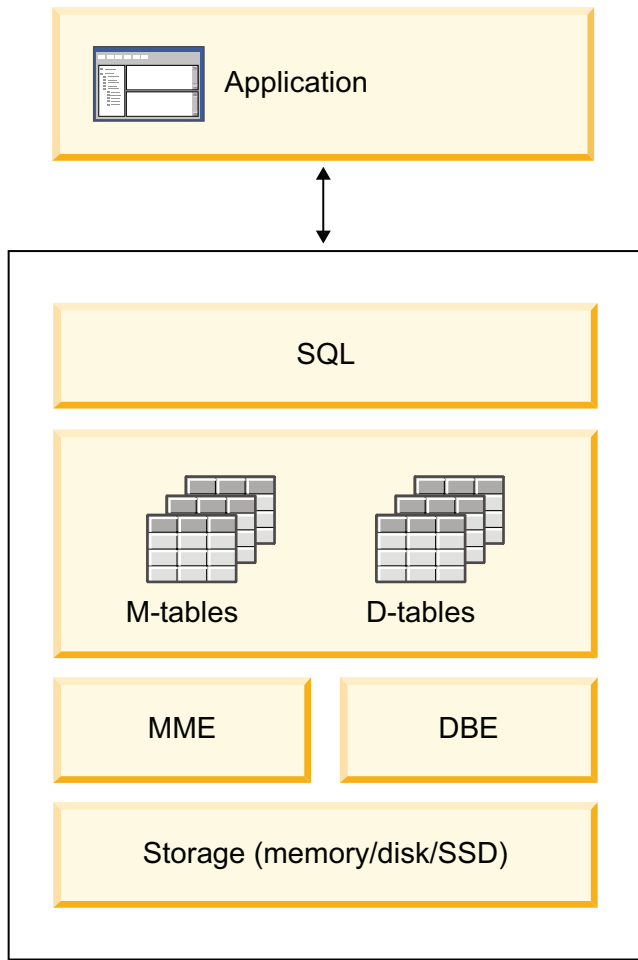 Application
SQL
M-tables
D-tables
MME
DBE
Storage (memory/disk/SSD)